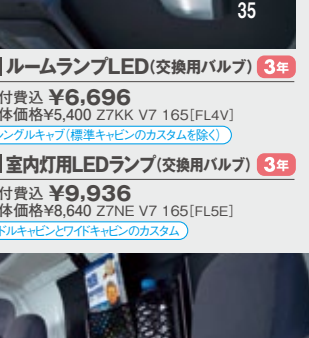 35
ルームランプLED(交換用バルブ) 3年
付費込 ¥6,696
体価格¥5,400 Z7KK V7 165[FL4V]
シングルキャブ(標準キャビンのカスタムを除く)
室内灯用LEDランプ(交換用バルブ) 3年
付費込 ¥9,936
体価格¥8,640 Z7NE V7 165[FL5E]
ドルキャビンとワイドキャビンのカスタム